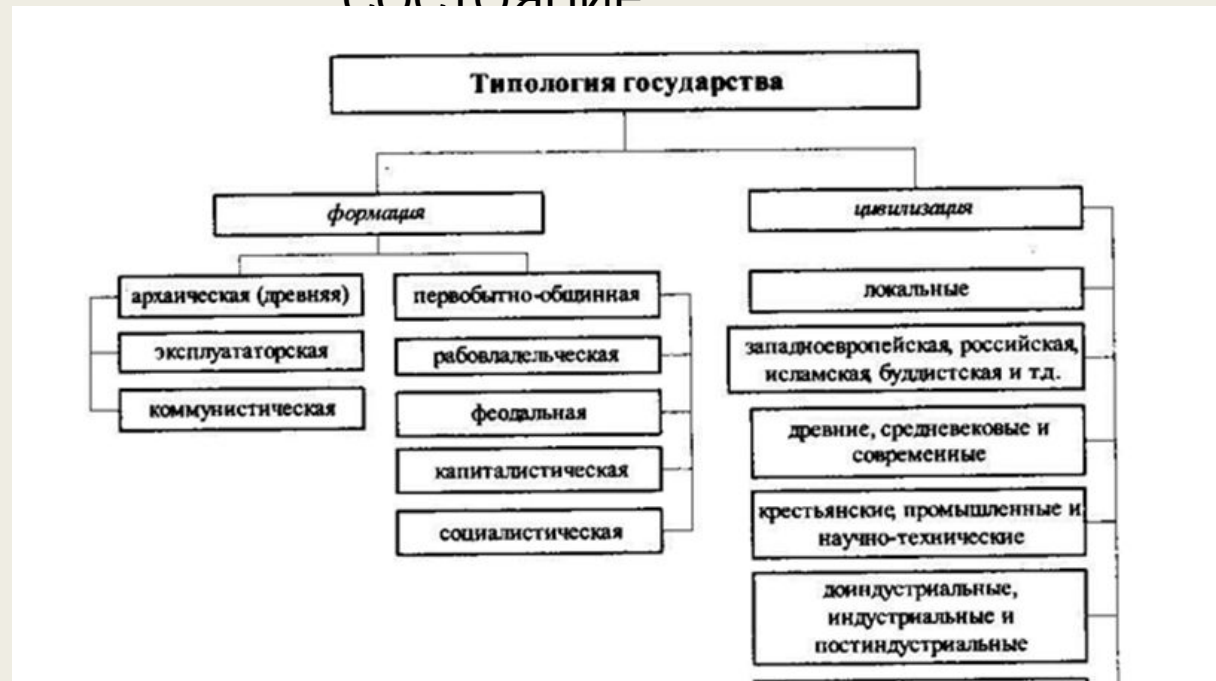 Типология государства
формация
цивилизация
архаическая (древняя)
эксплуататорская
коммунистическая
первобытно-общинная
рабовладельческая
феодальная
капиталистическая
социалистическая
локальные
западноевропейская, российская,
исламская, буддистская и т.д.
древние, средневековые и
современные
крестьянские, промышленные и
научно-технические
доиндустриальные,
индустриальные и
постиндустриальные